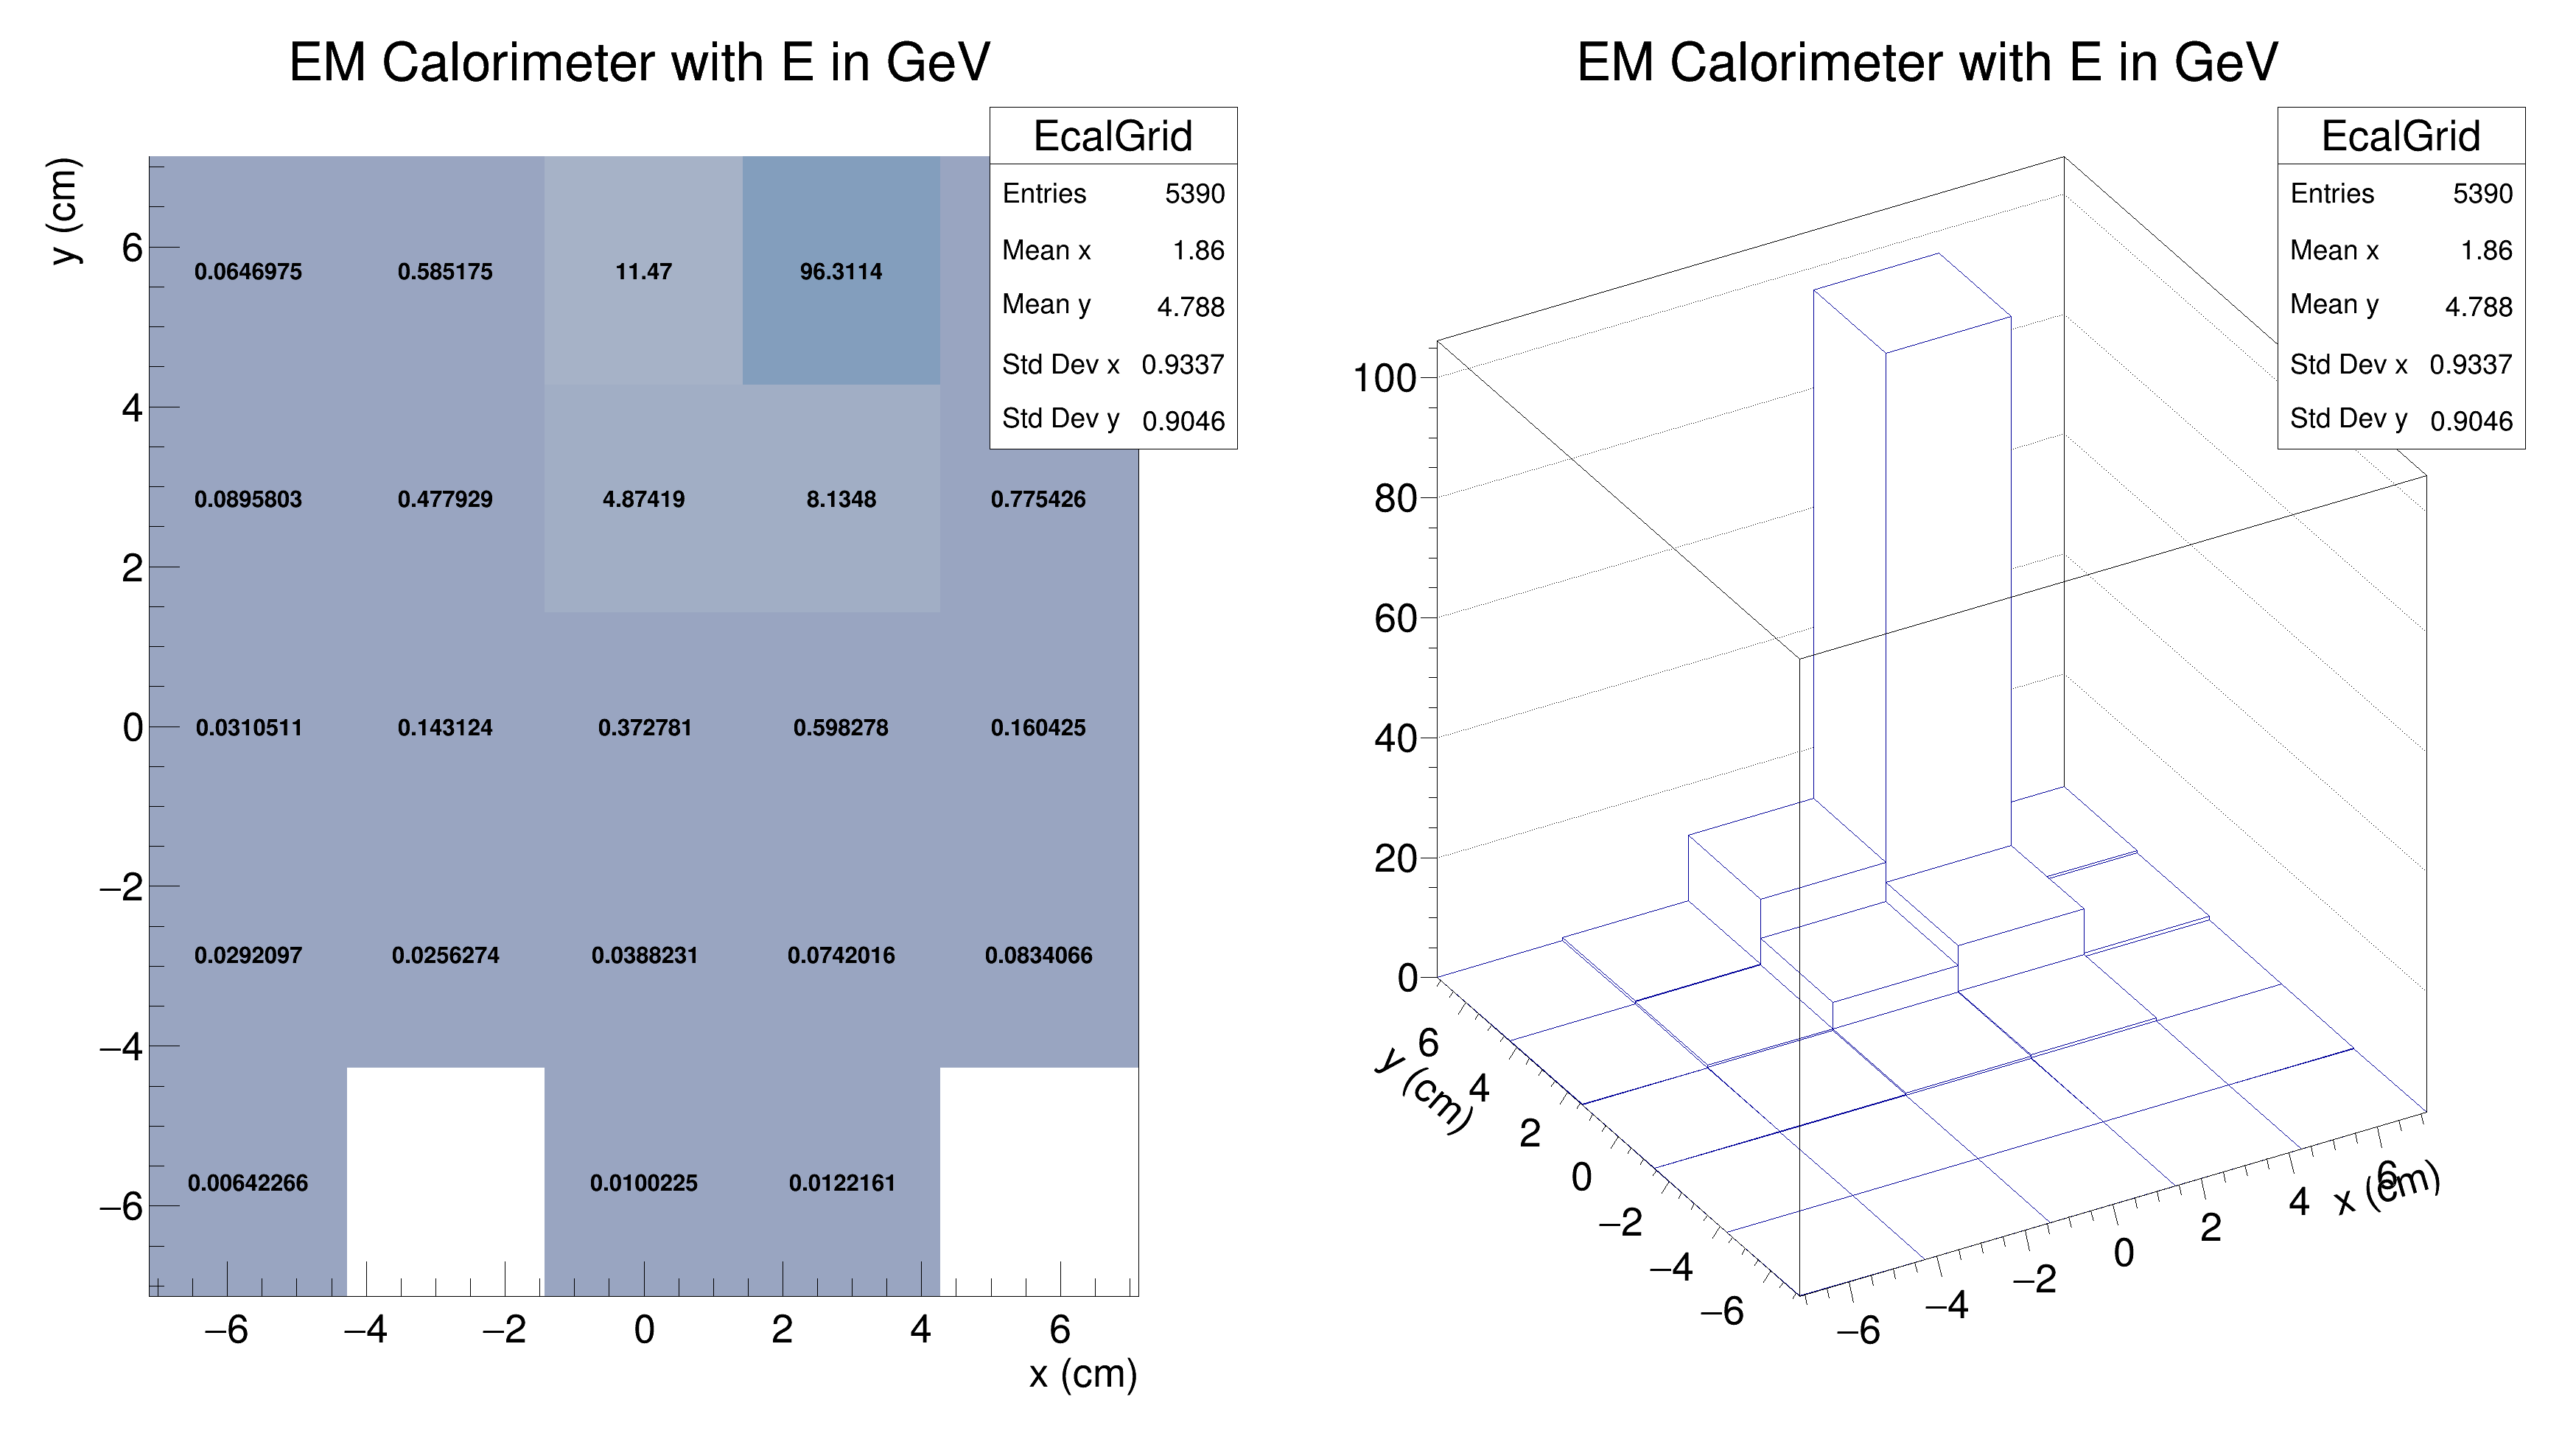 EM Calorimeter with E in GeV
EcalGrid
Entries 5390
Mean x 1.86
Mean y 4.788
Std Dev x 0.9337
Std Dev y 0.9046
y (cm)
6
4
2
0
−2
−4
−6
0.0646975 0.585175 11.47 96.3114
0.0895803 0.477929 4.87419 8.1348 0.775426
0.0310511 0.143124 0.372781 0.598278 0.160425
0.0292097 0.0256274 0.0388231 0.0742016 0.0834066
0.00642266 0.0100225 0.0122161
−6 −4 −2 0 2 4 6
x (cm)
EM Calorimeter with E in GeV
EcalGrid
Entries 5390
Mean x 1.86
Mean y 4.788
Std Dev x 0.9337
Std Dev y 0.9046
100
80
60
40
20
0
6
4
2
0
−2
−4
−6
y (cm)
−6 −4 −2 0 2 4 6
x (cm)